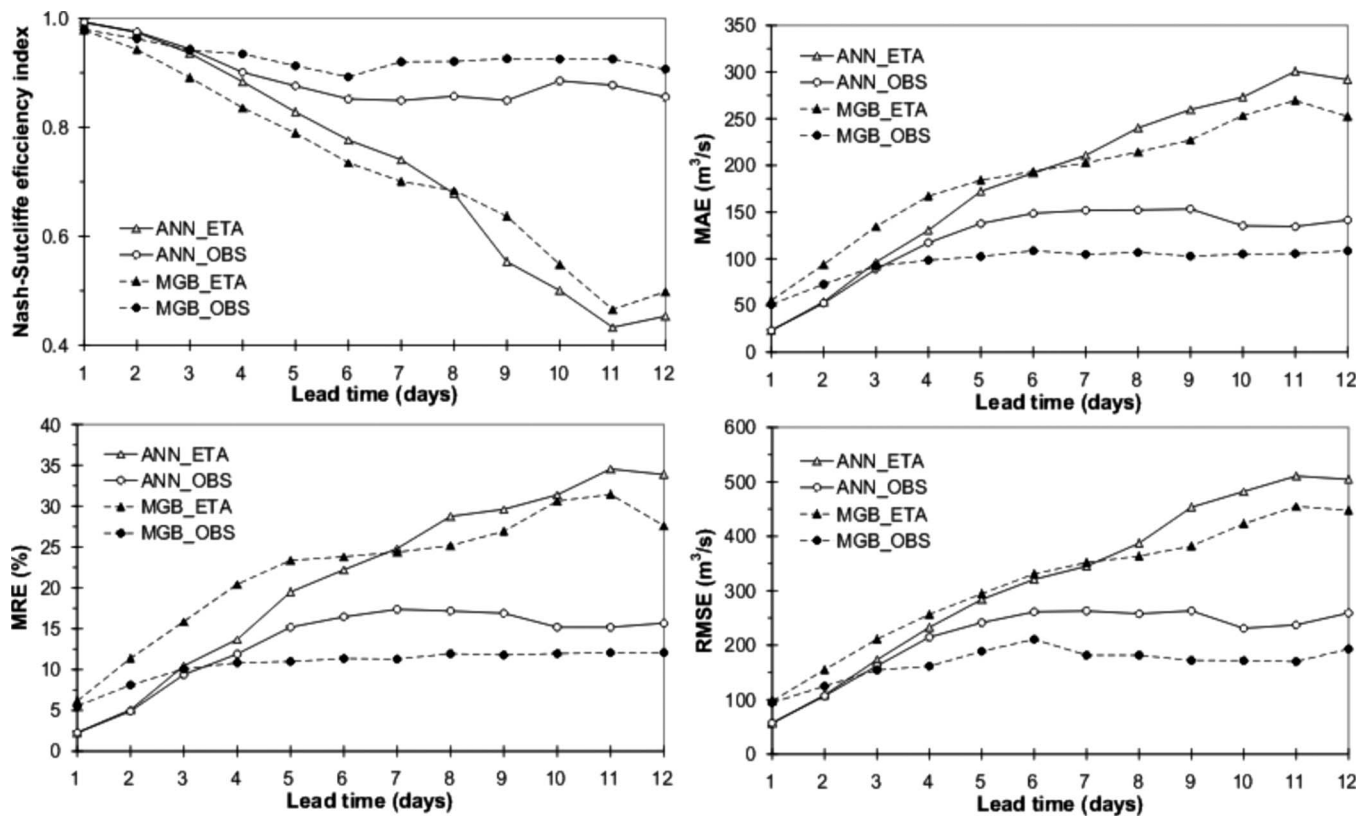 Nash-Sutcliffe eficciency index
1.0
0.8
0.6
0.4
ANN_ETA
ANN_OBS
MGB_ETA
MGB_OBS
1 2 3 4 5 6 7 8 9 10 11 12
Lead time (days)
MAE (m³/s)
350
300
250
200
150
100
50
0
ANN_ETA
ANN_OBS
MGB_ETA
MGB_OBS
1 2 3 4 5 6 7 8 9 10 11 12
Lead time (days)
MRE (%)
40
35
30
25
20
15
10
5
0
ANN_ETA
ANN_OBS
MGB_ETA
MGB_OBS
1 2 3 4 5 6 7 8 9 10 11 12
Lead time (days)
RMSE (m³/s)
600
500
400
300
200
100
0
ANN_ETA
ANN_OBS
MGB_ETA
MGB_OBS
1 2 3 4 5 6 7 8 9 10 11 12
Lead time (days)